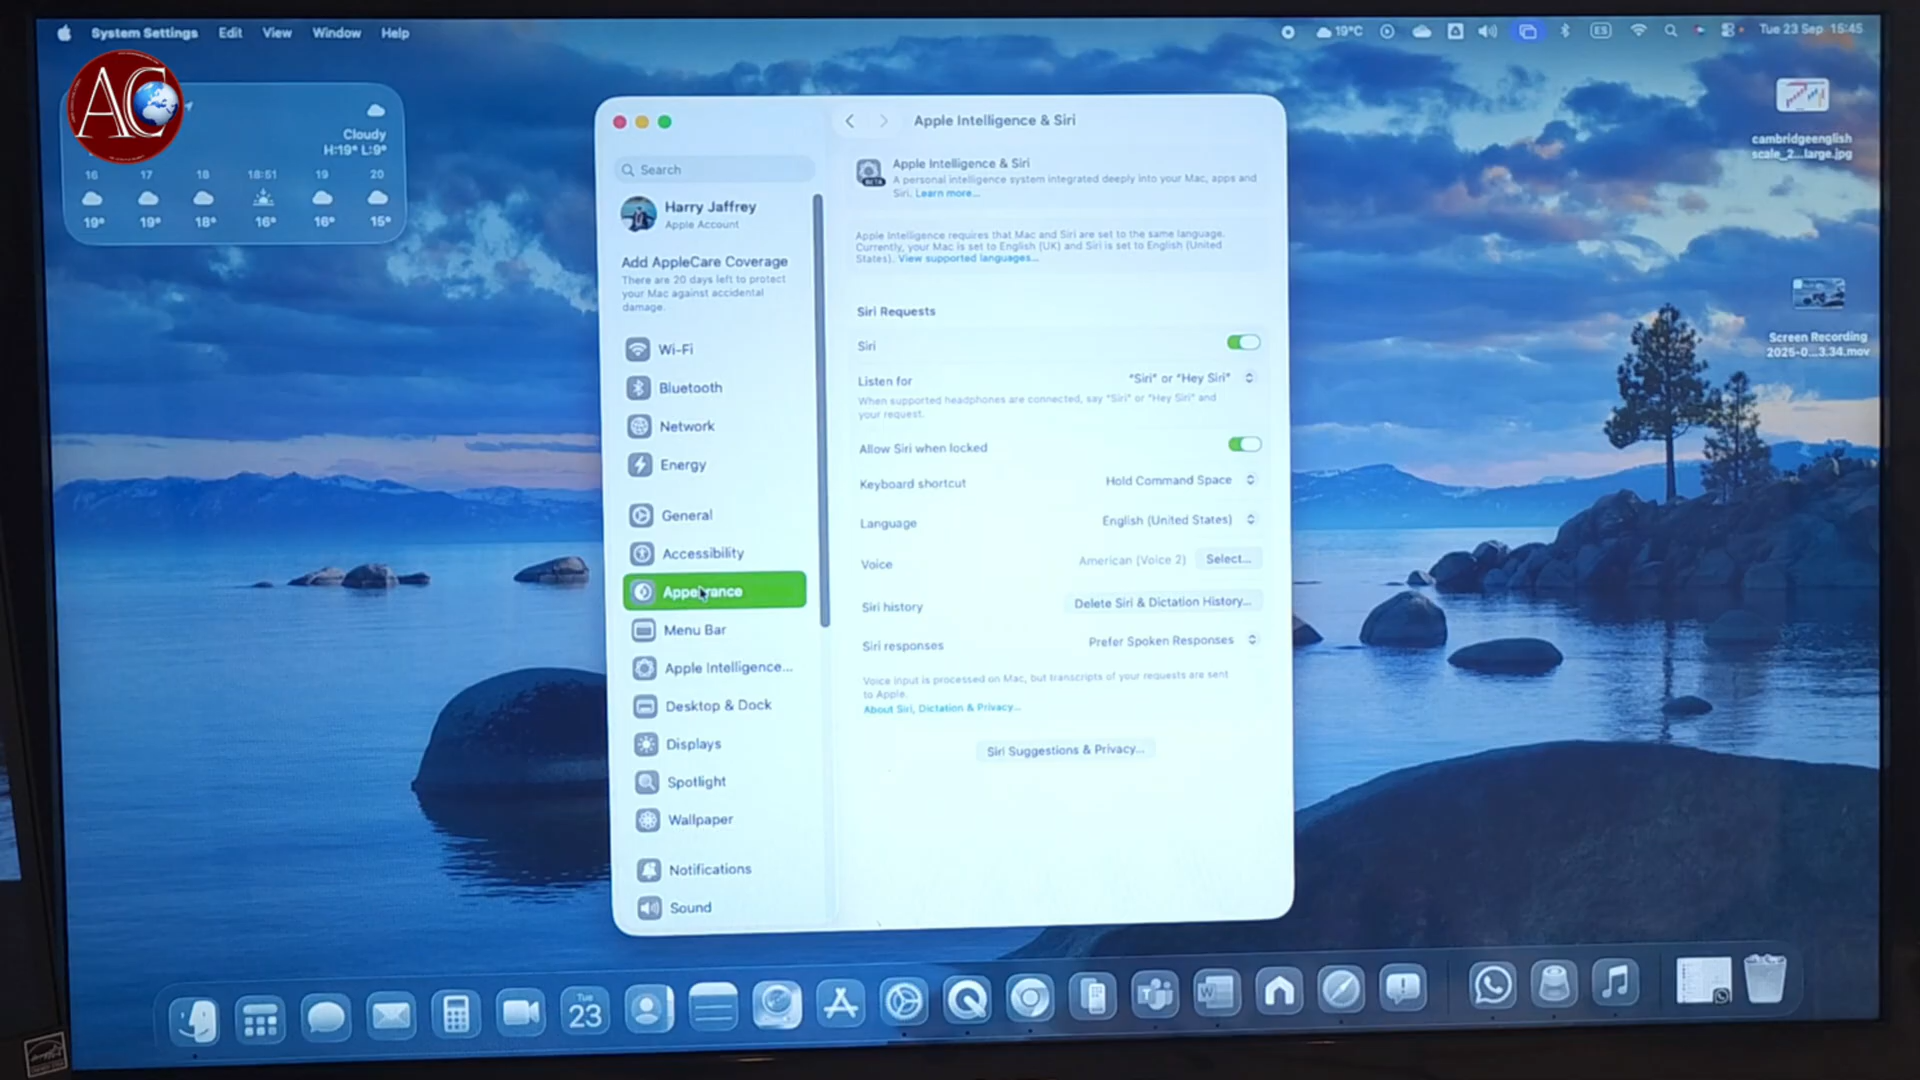 System Settings Edit View Window Help
19°C ES Tue 23 Sep 15:45
AC
Cloudy
H:19° L:9°
16 17 18 18:51 19 20
19° 19° 18° 16° 16° 15°
cambridgeenglish
scale_2...large.jpg
Screen Recording
2025-0...3.34.mov
Search
Harry Jaffrey
Apple Account
Add AppleCare Coverage
There are 20 days left to protect
your Mac against accidental
damage.
Wi-Fi
Bluetooth
Network
Energy
General
Accessibility
Appearance
Menu Bar
Apple Intelligence...
Desktop & Dock
Displays
Spotlight
Wallpaper
Notifications
Sound
Apple Intelligence & Siri
Apple Intelligence & Siri
A personal intelligence system integrated deeply into your Mac, apps and
Siri. Learn more...
BETA
Apple Intelligence requires that Mac and Siri are set to the same language.
Currently, your Mac is set to English (UK) and Siri is set to English (United
States). View supported languages...
Siri Requests
Siri
Listen for "Siri" or "Hey Siri"
When supported headphones are connected, say "Siri" or "Hey Siri" and
your request.
Allow Siri when locked
Keyboard shortcut Hold Command Space
Language English (United States)
Voice American (Voice 2) Select...
Siri history Delete Siri & Dictation History...
Siri responses Prefer Spoken Responses
Voice input is processed on Mac, but transcripts of your requests are sent
to Apple.
About Siri, Dictation & Privacy...
Siri Suggestions & Privacy...
Tue
23